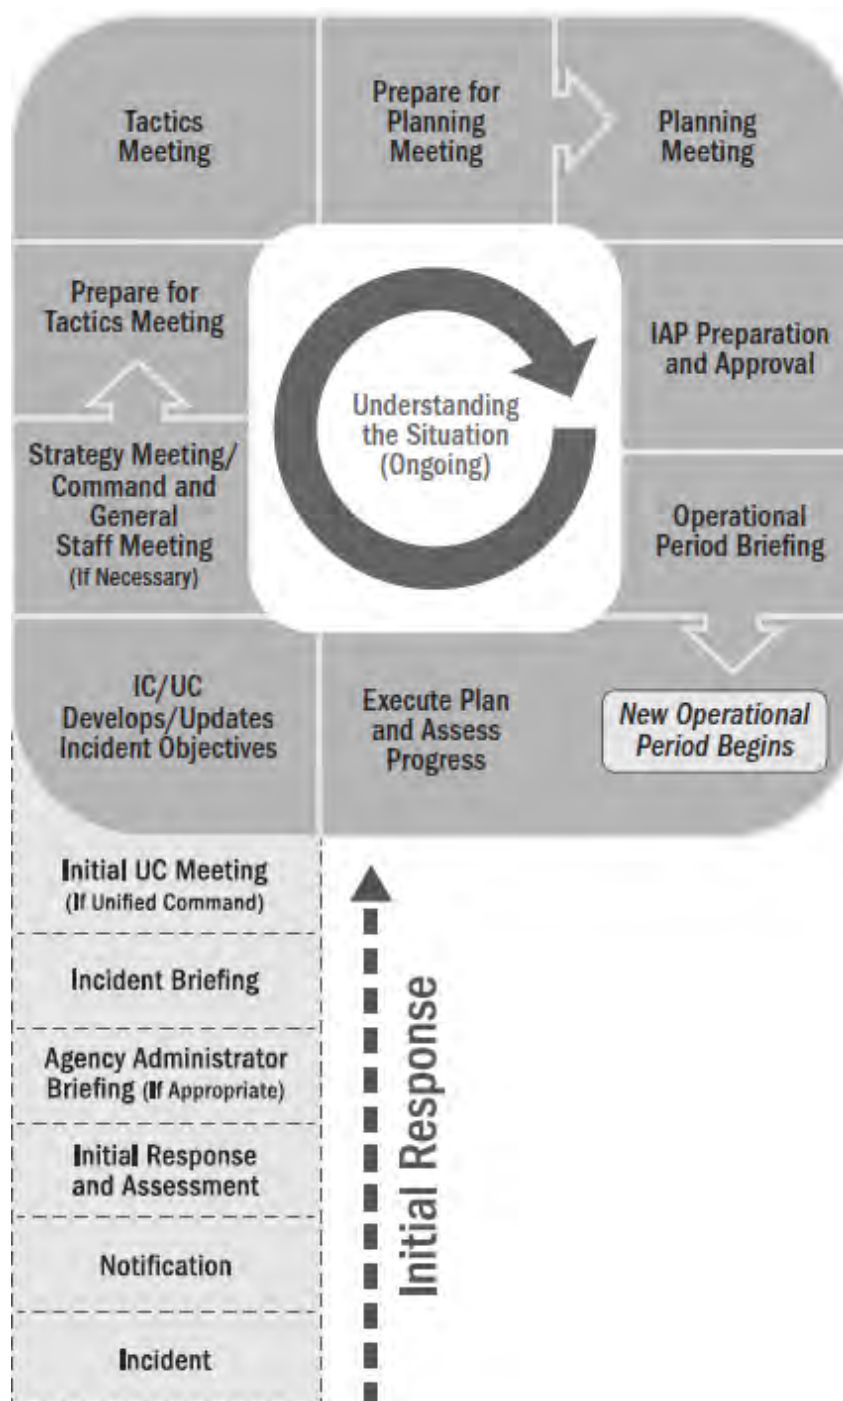 Tactics
Meeting
Prepare for
Planning
Meeting
Planning
Meeting
Prepare for
Tactics Meeting
IAP Preparation
and Approval
Understanding
the Situation
(Ongoing)
Strategy Meeting/
Command and
General
Staff Meeting
(If Necessary)
Operational
Period Briefing
IC/UC
Develops/Updates
Incident Objectives
Execute Plan
and Assess
Progress
New Operational
Period Begins
Initial UC Meeting
(If Unified Command)
Incident Briefing
Agency Administrator
Briefing (If Appropriate)
Initial Response
and Assessment
Notification
Incident
Initial Response